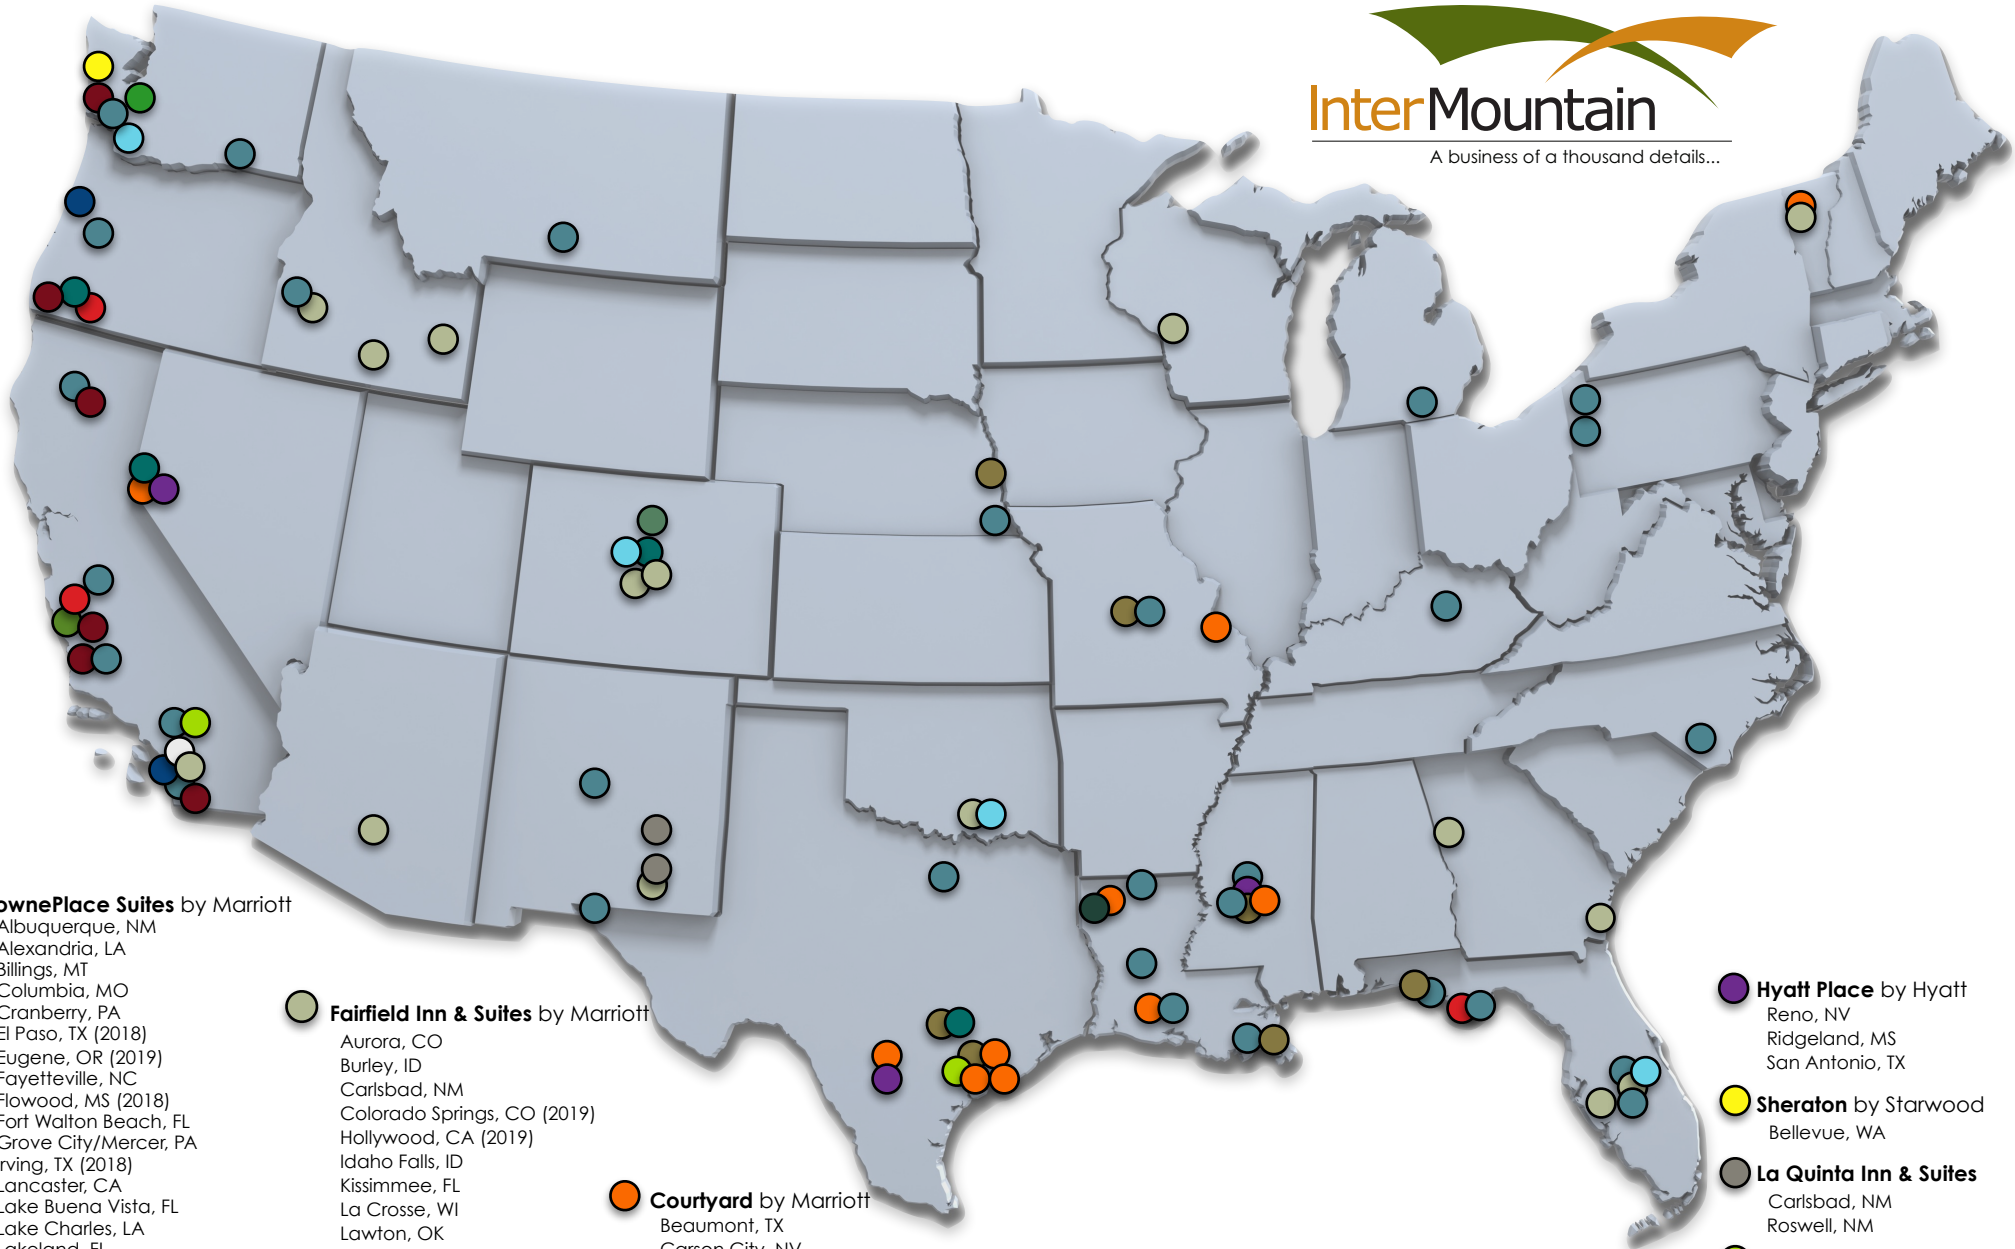 InterMountain
A business of a thousand details...
ownePlace Suites by Marriott
Albuquerque, NM
Alexandria, LA
Billings, MT
Columbia, MO
Cranberry, PA
El Paso, TX (2018)
Eugene, OR (2019)
Fayetteville, NC
Flowood, MS (2018)
Fort Walton Beach, FL
Grove City/Mercer, PA
rving, TX (2018)
Lancaster, CA
Lake Buena Vista, FL
Lake Charles, LA
Lakeland, FL
Fairfield Inn & Suites by Marriott
Aurora, CO
Burley, ID
Carlsbad, NM
Colorado Springs, CO (2019)
Hollywood, CA (2019)
Idaho Falls, ID
Kissimmee, FL
La Crosse, WI
Lawton, OK
Courtyard by Marriott
Beaumont, TX
Carson City, NV
Hyatt Place by Hyatt
Reno, NV
Ridgeland, MS
San Antonio, TX
Sheraton by Starwood
Bellevue, WA
La Quinta Inn & Suites
Carlsbad, NM
Roswell, NM